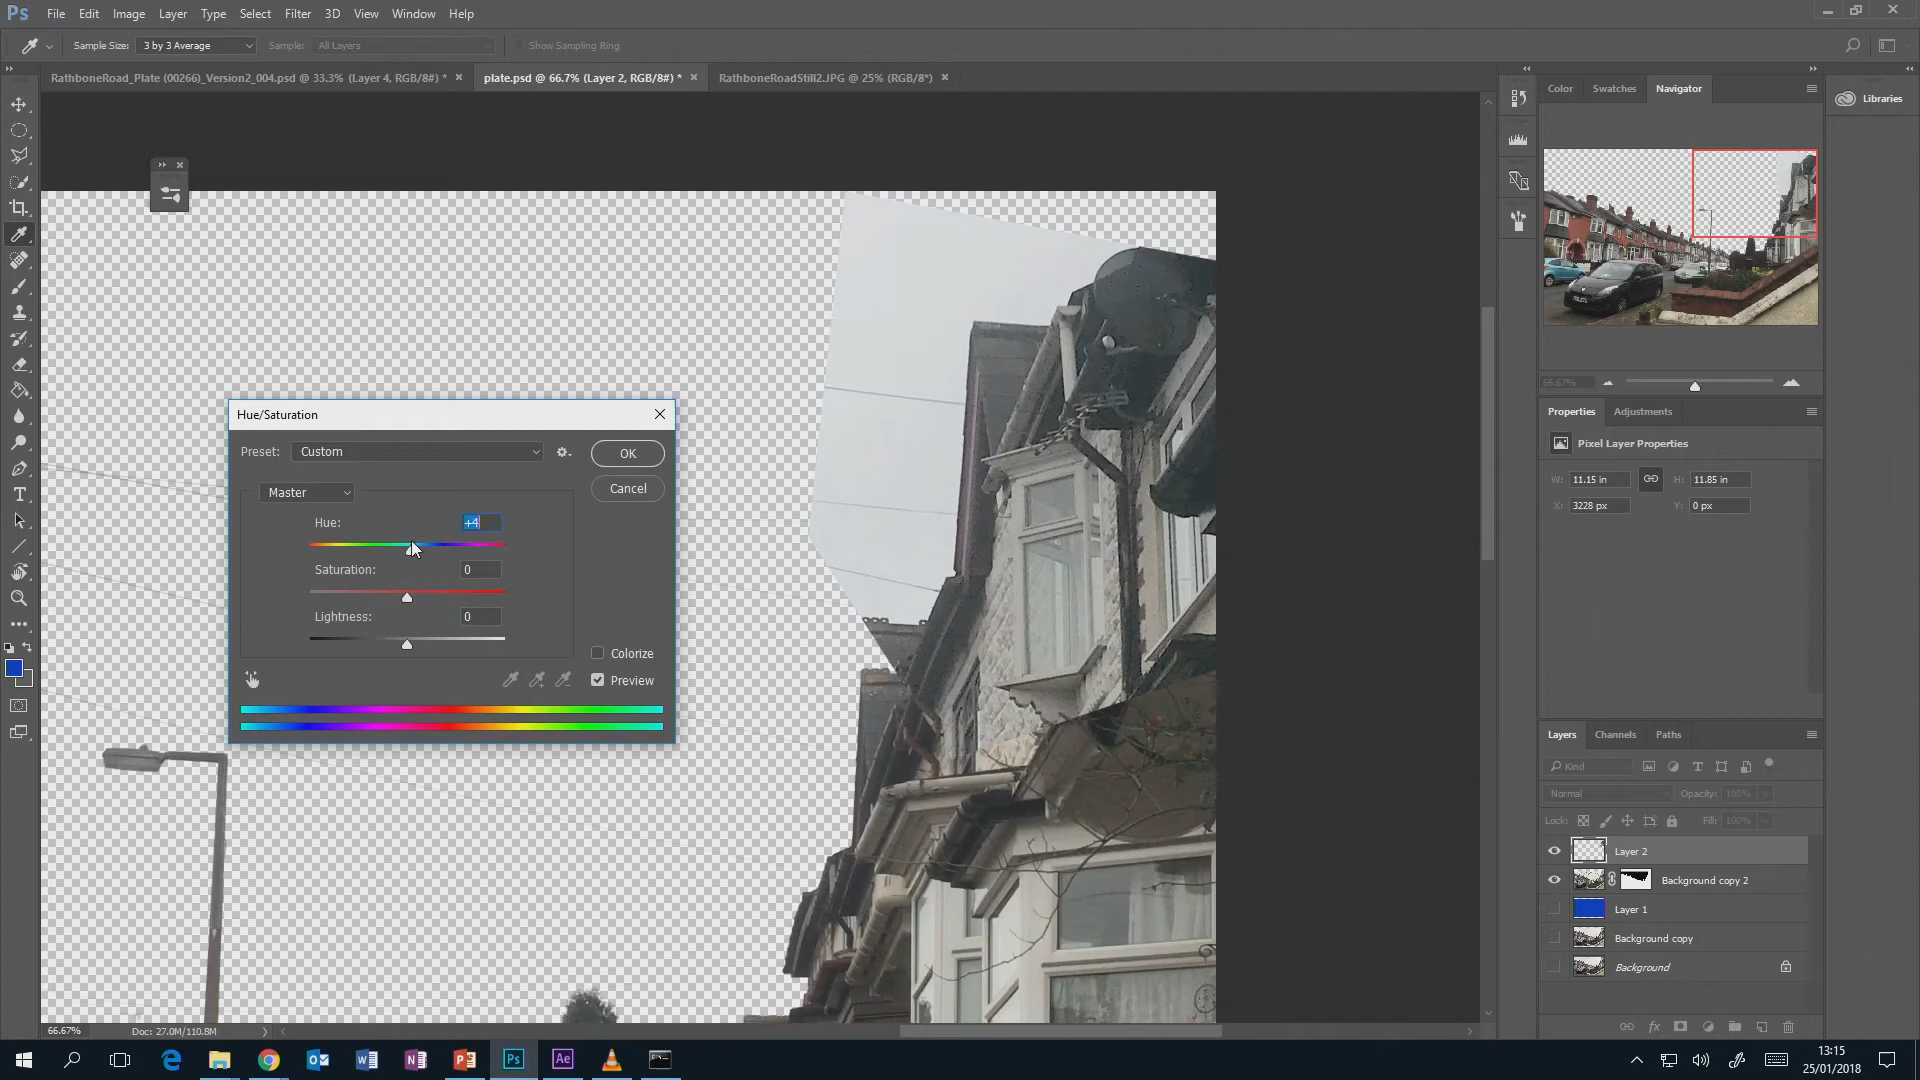 Ps File Edit Image Layer Type Select Filter 3D View Window Help
Sample Size: 3 by 3 Average Sample: All Layers Show Sampling Ring
RathboneRoad_Plate (00266)_Version2_004.psd @ 33.3% (Layer 4, RGB/8#) * plate.psd @ 66.7% (Layer 2, RGB/8#) * RathboneRoadStill2.JPG @ 25% (RGB/8*)
Color Swatches Navigator
Libraries
66.67%
Properties Adjustments
Pixel Layer Properties
W: 11.15 in H: 11.85 in
X: 3228 px Y: 0 px
Hue/Saturation
Preset: Custom OK
Cancel
Master
Hue: +4
Saturation: 0
Lightness: 0
Colorize
Preview
Layers Channels Paths
Kind
Normal Opacity: 100%
Lock: Fill: 100%
Layer 2
Background copy 2
Layer 1
Background copy
Background
66.67% Doc: 27.0M/110.8M
Ps Ae
13:15
25/01/2018